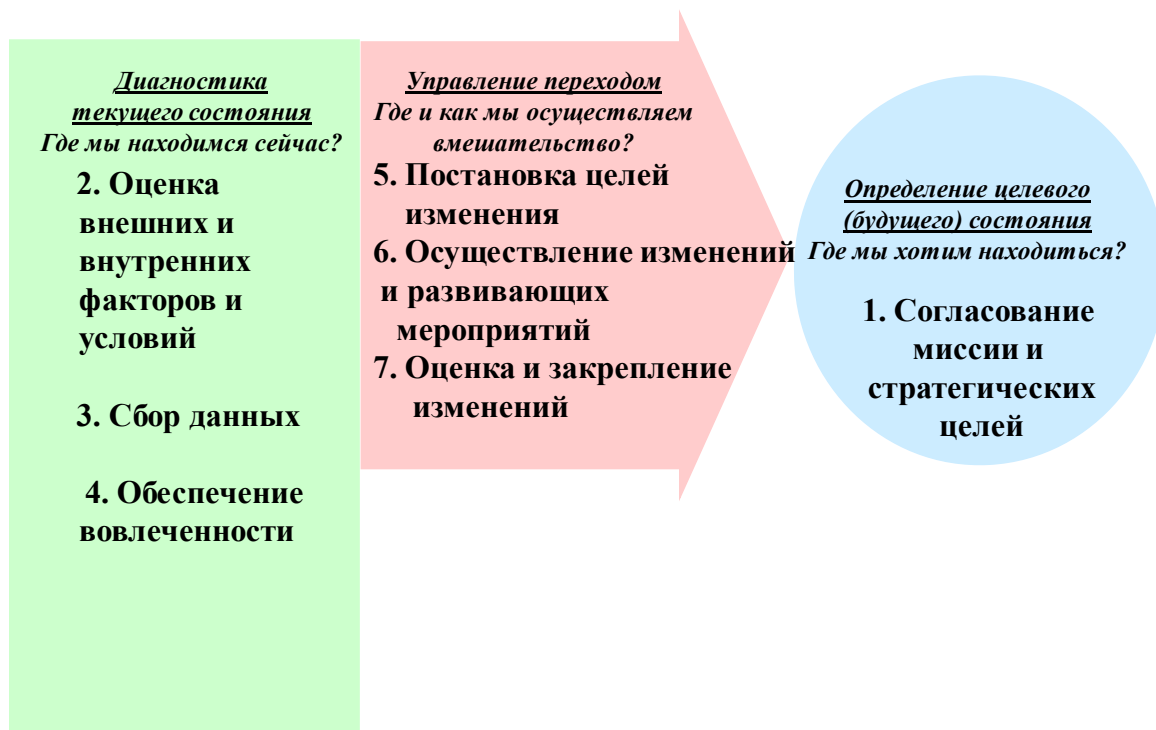 Диагностика
текущего состояния
Где мы находимся сейчас?
2. Оценка
внешних и
внутренних
факторов и
условий
3. Сбор данных
4. Обеспечение
вовлеченности
Управление переходом
Где и как мы осуществляем
вмешательство?
5. Постановка целей
изменения
6. Осуществление изменений
и развивающих
мероприятий
7. Оценка и закрепление
изменений
Определение целевого
(будущего) состояния
Где мы хотим находиться?
1. Согласование
миссии и
стратегических
целей